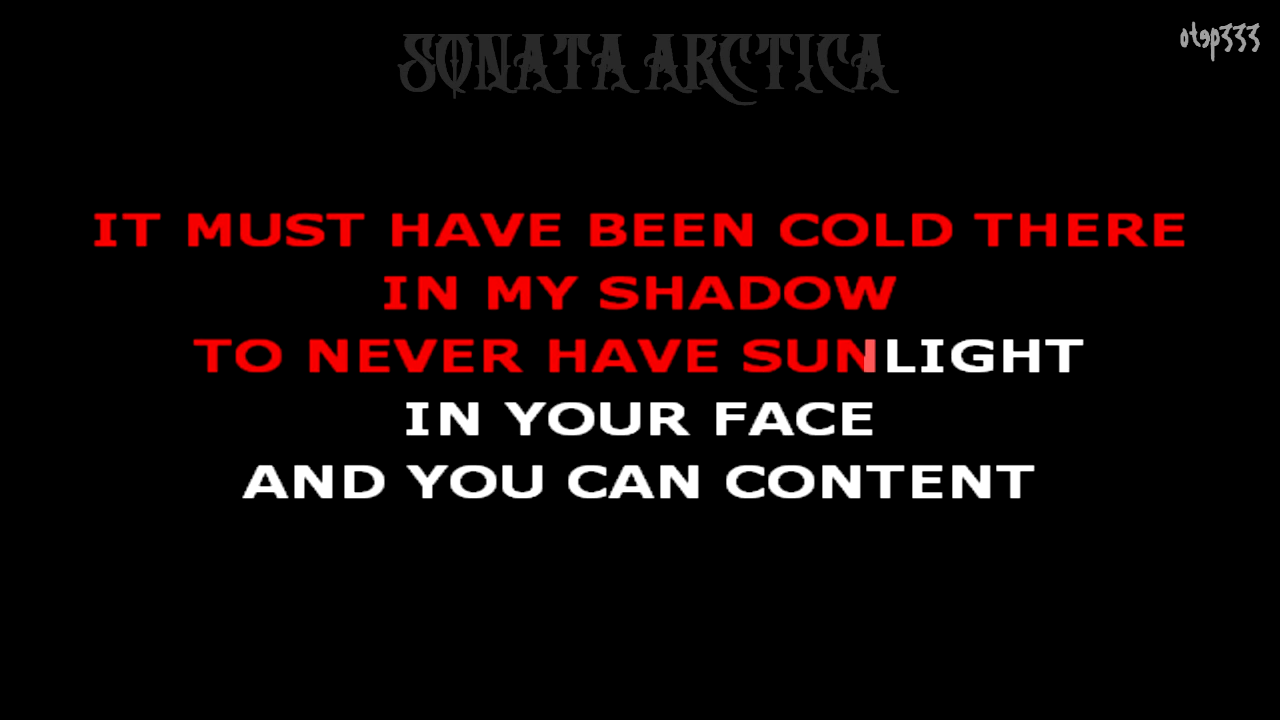 SONATA ARCTICA
otep333
IT MUST HAVE BEEN COLD THERE
IN MY SHADOW
TO NEVER HAVE SUNLIGHT
IN YOUR FACE
AND YOU CAN CONTENT